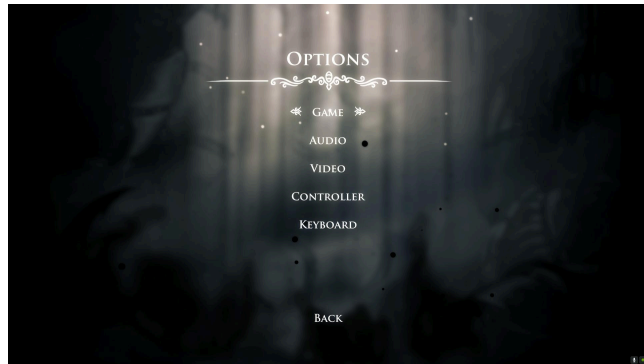 Options
Game
Audio
Video
Controller
Keyboard
Back